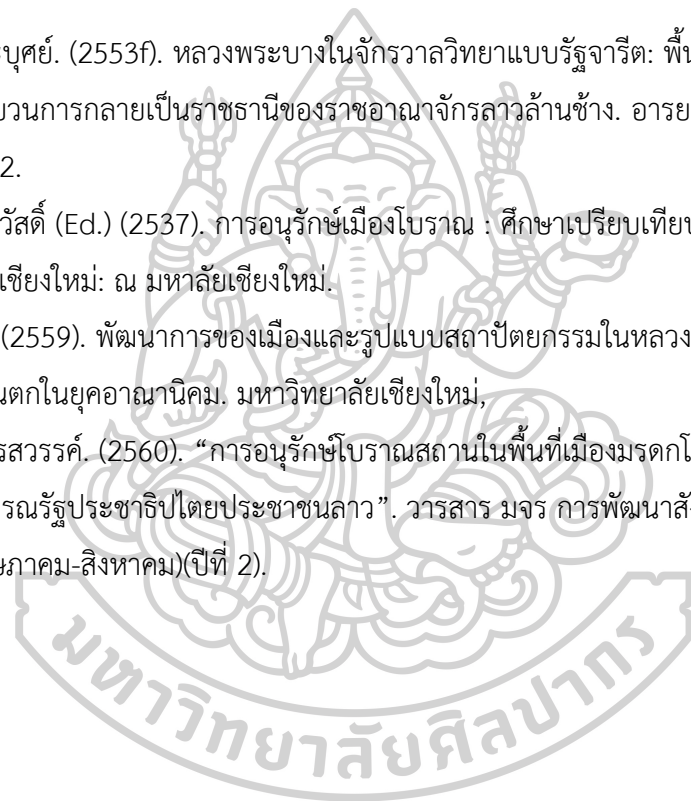 ะบุศย์. (2553f). หลวงพระบางในจักรวาลวิทยาแบบรัฐจารีต: พื้น
บวนการกลายเป็นราชธานีของราชอาณาจักรลาวล้านช้าง. อารย
2.
วัสดิ์ (Ed.) (2537). การอนุรักษ์เมืองโบราณ : ศึกษาเปรียบเทียบ
เชียงใหม่: ณ มหาลัยเชียงใหม่.
(2559). พัฒนาการของเมืองและรูปแบบสถาปัตยกรรมในหลวง
นตกในยุคอาณานิคม. มหาวิทยาลัยเชียงใหม่,
รสวรรค์. (2560). “การอนุรักษ์โบราณสถานในพื้นที่เมืองมรดกโ
รณรัฐประชาธิปไตยประชาชนลาว”. วารสาร มจร การพัฒนาสั
ษภาคม-สิงหาคม)(ปีที่ 2).
มหาวิทยาลัยศิลปากร